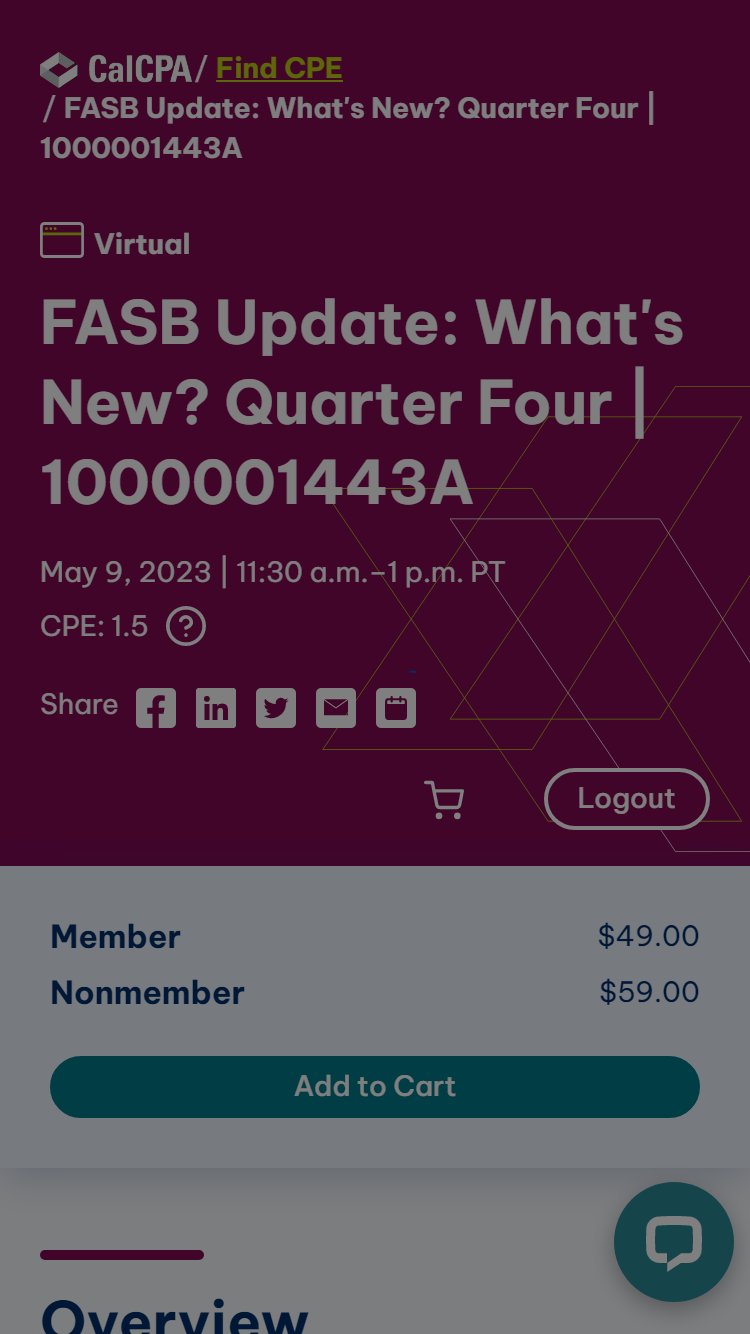 CalCPA / Find CPE
/ FASB Update: What's New? Quarter Four |
1000001443A
Virtual
FASB Update: What's
New? Quarter Four |
1000001443A
May 9, 2023 | 11:30 a.m.–1 p.m. PT
CPE: 1.5 ?
Share
Logout
Member $49.00
Nonmember $59.00
Add to Cart
Overview